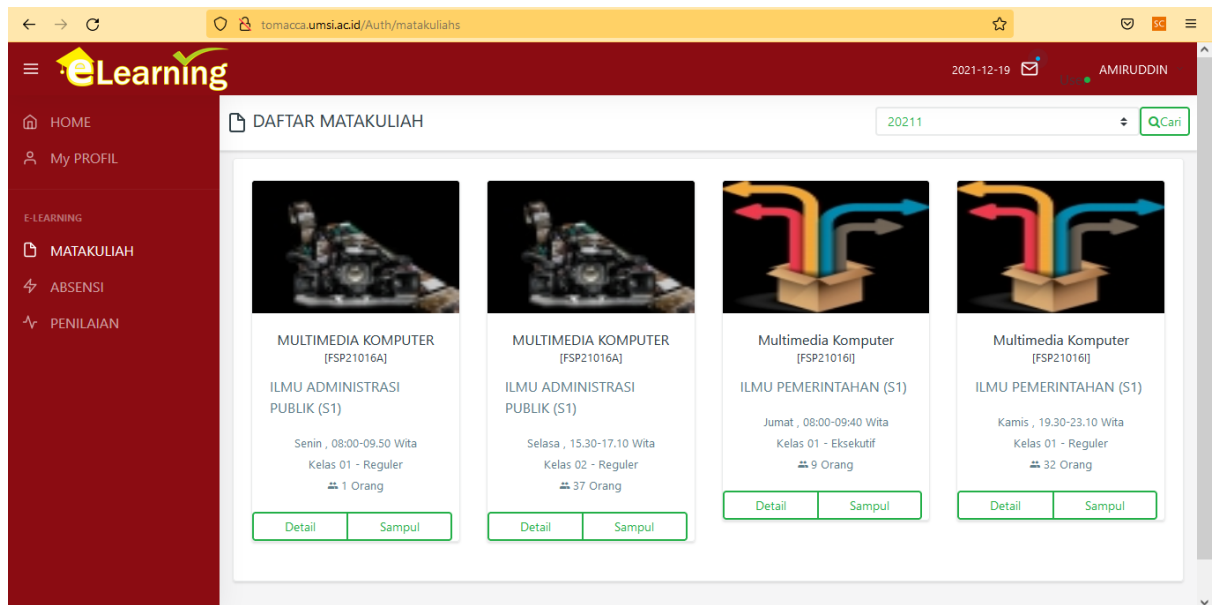 tomacca.umsi.ac.id/Auth/matakuliahs
SC
eLearning
2021-12-19
AMIRUDDIN
HOME
My PROFIL
E-LEARNING
MATAKULIAH
ABSENSI
PENILAIAN
DAFTAR MATAKULIAH
20211
Cari
MULTIMEDIA KOMPUTER
[FSP21016A]
ILMU ADMINISTRASI
PUBLIK (S1)
Senin , 08:00-09.50 Wita
Kelas 01 - Reguler
1 Orang
Detail Sampul
MULTIMEDIA KOMPUTER
[FSP21016A]
ILMU ADMINISTRASI
PUBLIK (S1)
Selasa , 15.30-17.10 Wita
Kelas 02 - Reguler
37 Orang
Detail Sampul
Multimedia Komputer
[FSP21016I]
ILMU PEMERINTAHAN (S1)
Jumat , 08:00-09:40 Wita
Kelas 01 - Eksekutif
9 Orang
Detail Sampul
Multimedia Komputer
[FSP21016I]
ILMU PEMERINTAHAN (S1)
Kamis , 19.30-23.10 Wita
Kelas 01 - Reguler
32 Orang
Detail Sampul